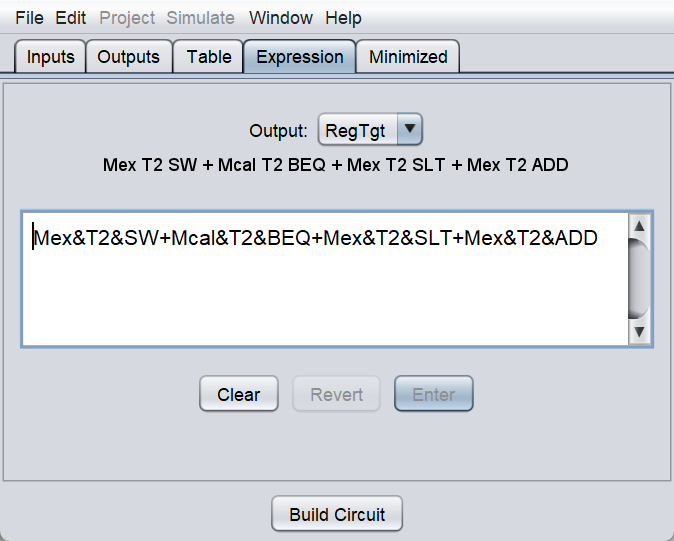 File Edit Project Simulate Window Help
Inputs Outputs Table Expression Minimized
Output: RegTgt
Mex T2 SW + Mcal T2 BEQ + Mex T2 SLT + Mex T2 ADD
Mex&T2&SW+Mcal&T2&BEQ+Mex&T2&SLT+Mex&T2&ADD
Clear Revert Enter
Build Circuit